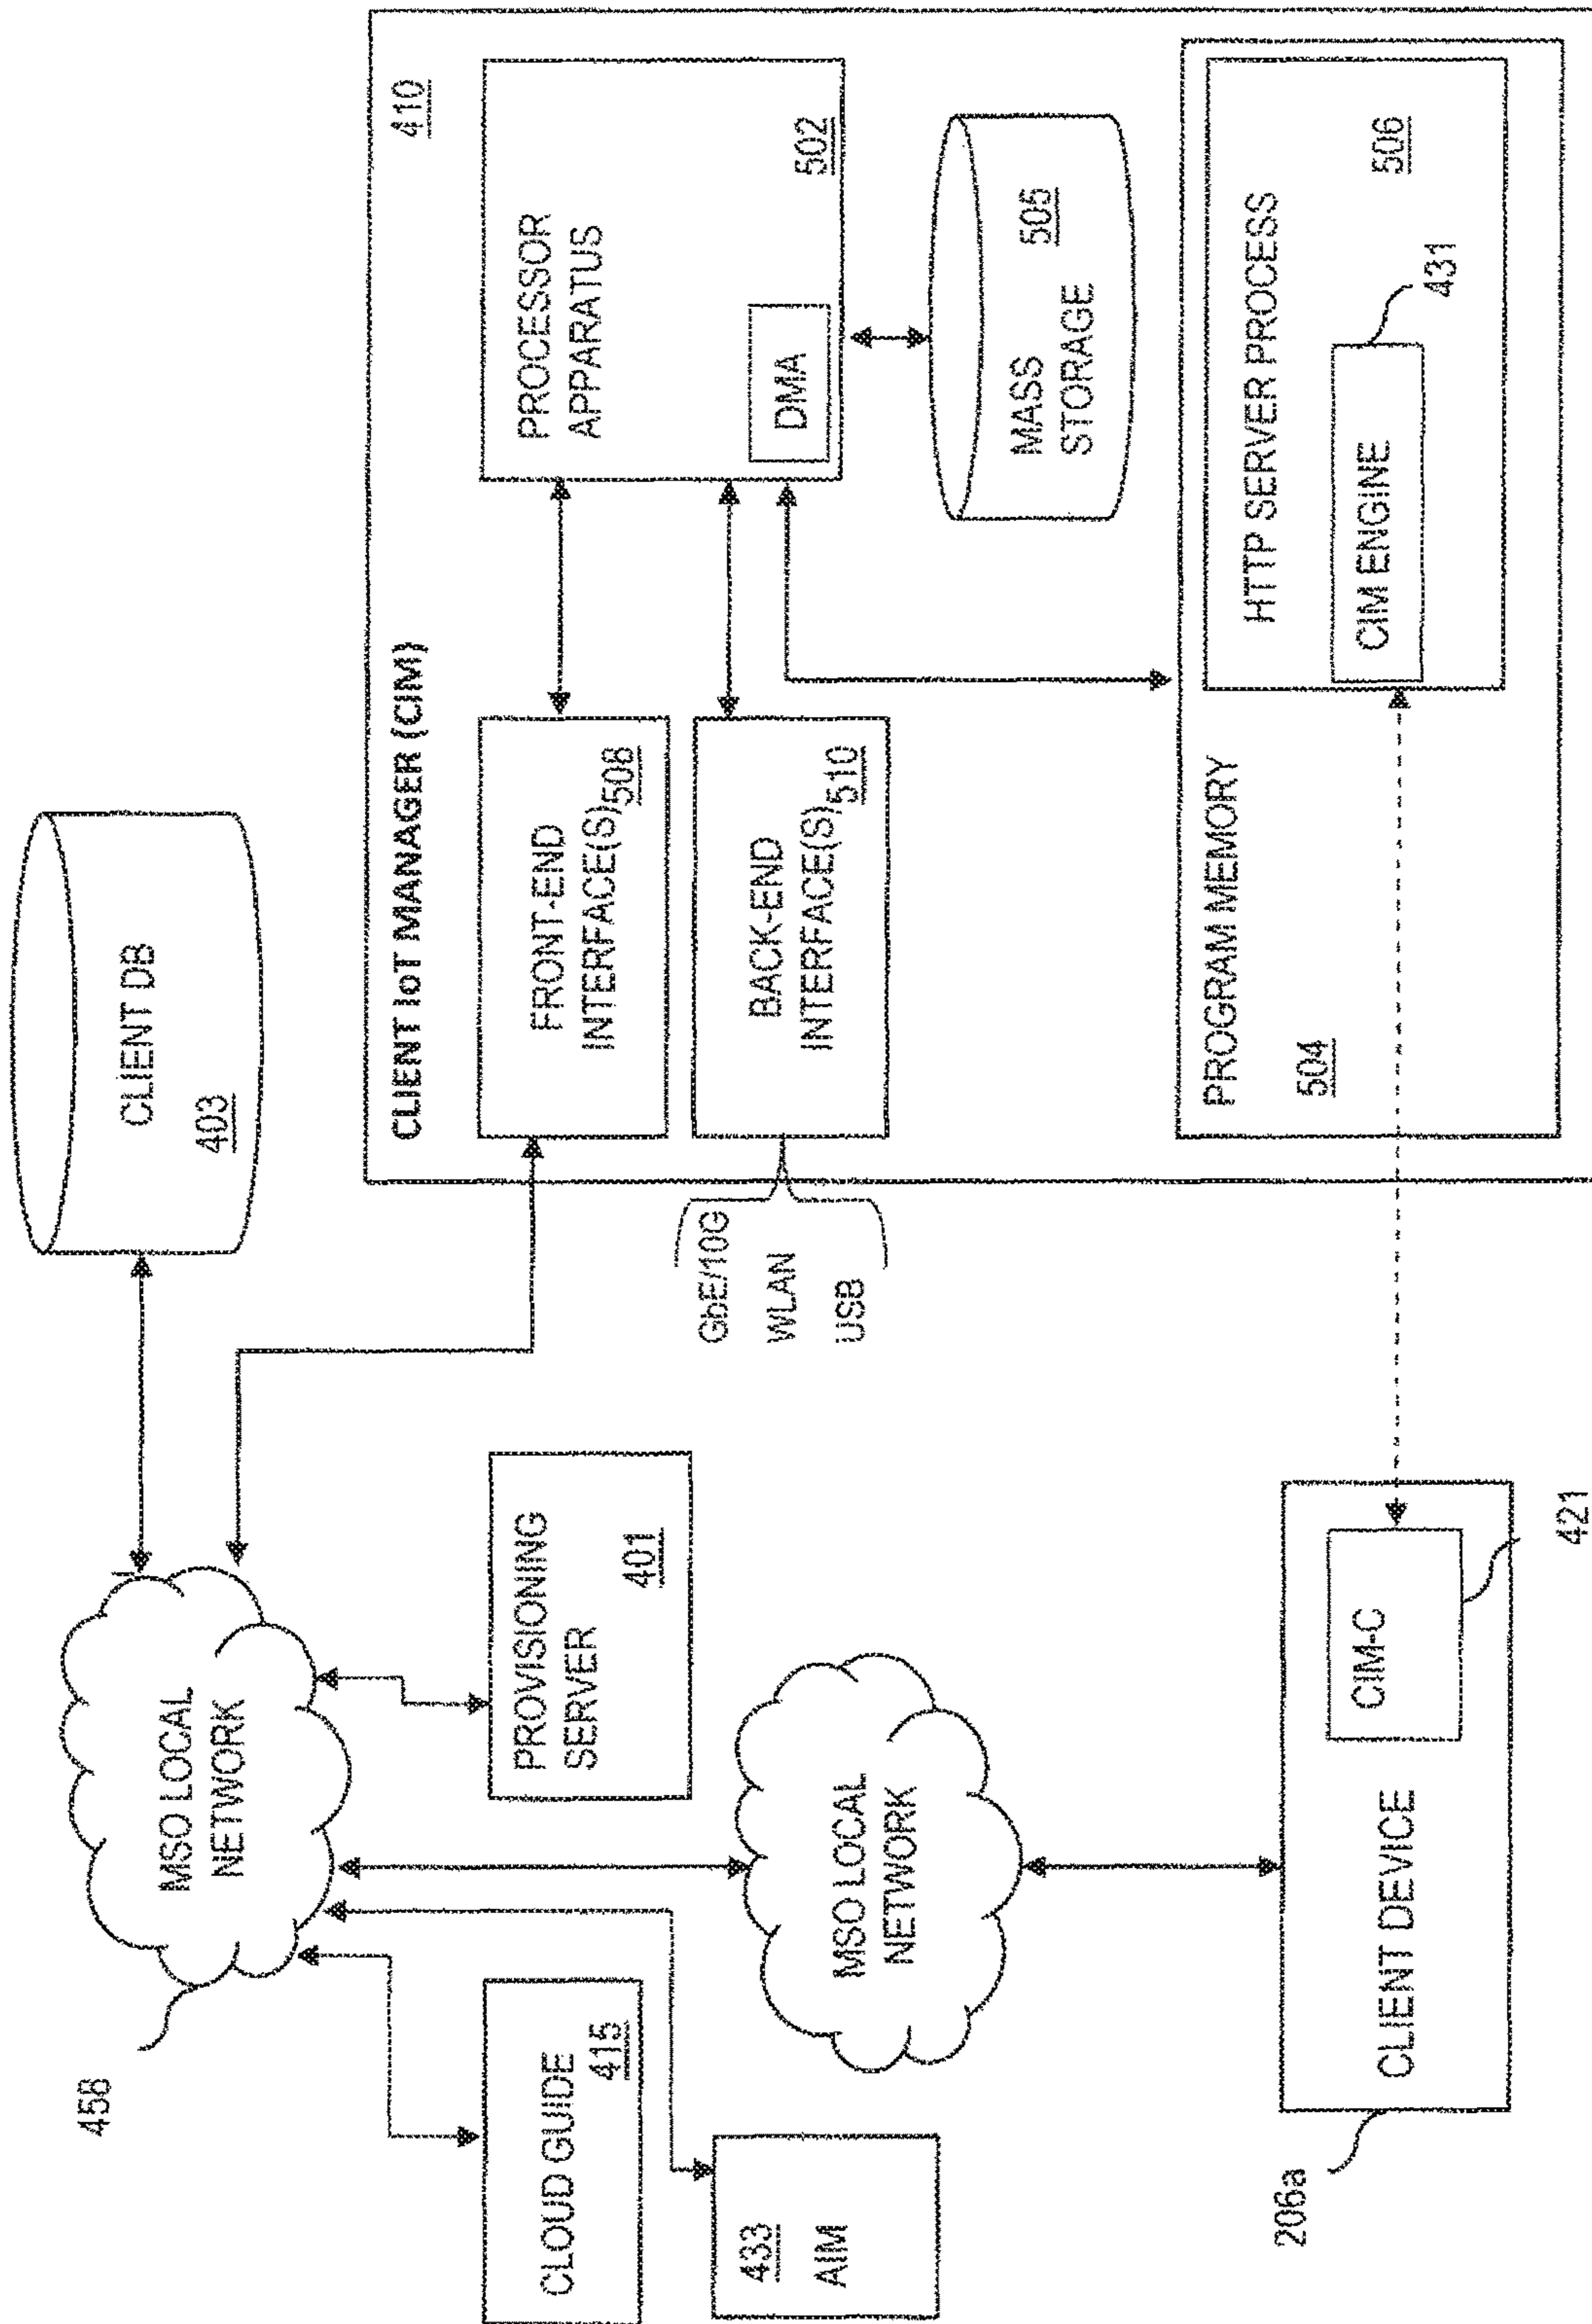 458
MSO LOCAL
NETWORK
CLIENT DB
403
CLOUD GUIDE
415
433
AIM
PROVISIONING
SERVER
401
MSO LOCAL
NETWORK
206a
CLIENT DEVICE
CIM-C
421
GbE/10G
WLAN
USB
CLIENT IoT MANAGER (CIM)
410
FRONT-END
INTERFACE(S)
508
BACK-END
INTERFACE(S)
510
PROCESSOR
APPARATUS
502
DMA
MASS
STORAGE
505
PROGRAM MEMORY
504
HTTP SERVER PROCESS
506
CIM ENGINE
431